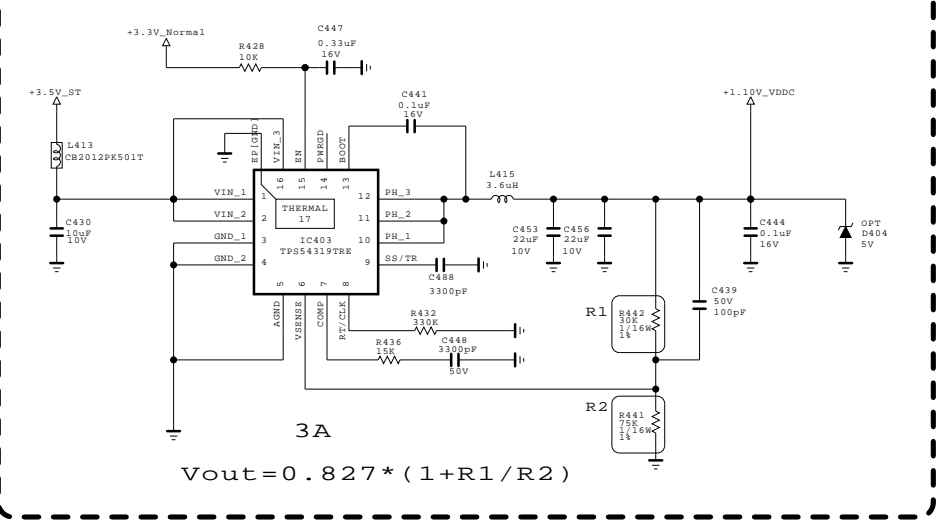 +3.3V_Normal
R428
10K
C447
0.33uF
16V
+3.5V_ST
L413
CB2012PK501T
C441
0.1uF
16V
+1.10V_VDDC
EP[GND]
VIN_3
EN
PWRGD
BOOT
16
15
14
13
VIN_1
1
VIN_2
2
GND_1
3
GND_2
4
THERMAL
17
IC403
TPS54319TRE
12
PH_3
11
PH_2
10
PH_1
9
SS/TR
L415
3.6uH
C430
10uF
10V
C453
22uF
10V
C456
22uF
10V
C444
0.1uF
16V
OPT
D404
5V
C488
3300pF
5
6
7
8
AGND
VSENSE
COMP
RT/CLK
C439
50V
100pF
R1
R442
30K
1/16W
1%
R432
330K
R436
15K
C448
3300pF
50V
R2
R441
75K
1/16W
1%
3A
Vout=0.827*(1+R1/R2)